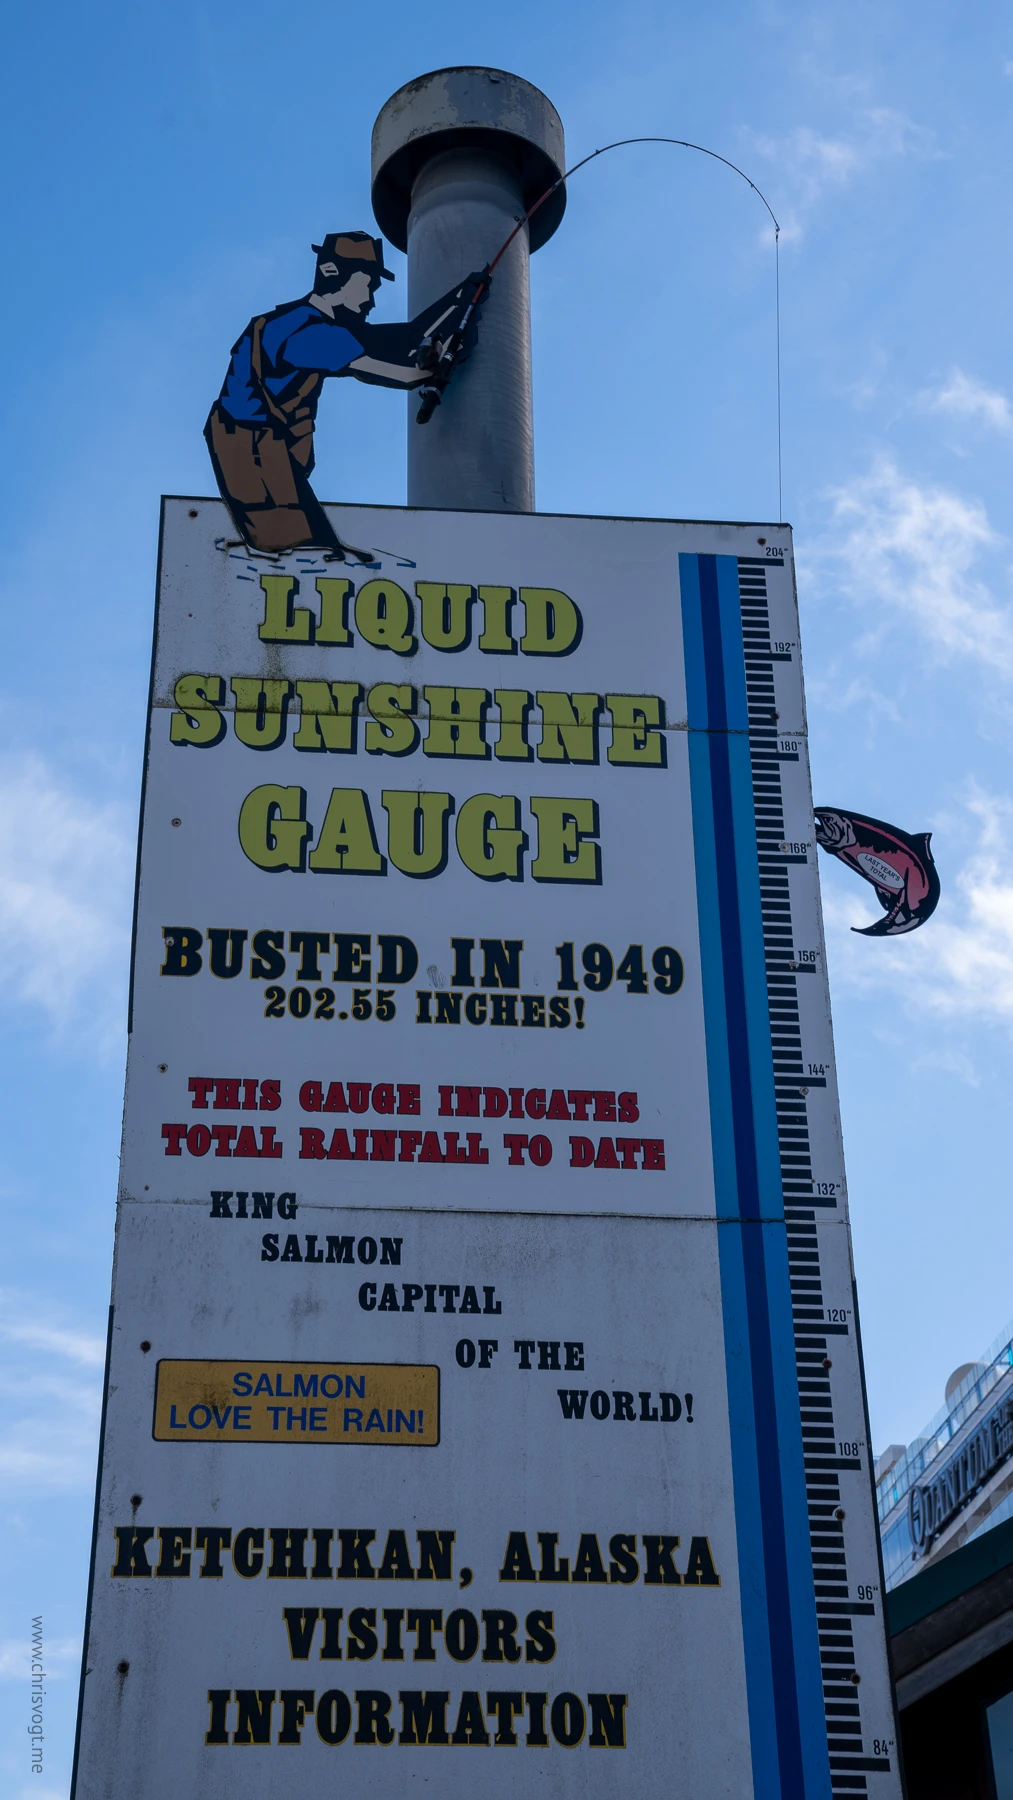 LIQUID
SUNSHINE
GAUGE
BUSTED IN 1949
202.55 INCHES!
THIS GAUGE INDICATES
TOTAL RAINFALL TO DATE
KING
SALMON
CAPITAL
OF THE
WORLD!
SALMON
LOVE THE RAIN!
KETCHIKAN, ALASKA
VISITORS
INFORMATION
204"
192"
180"
168"
156"
144"
132"
120"
108"
96"
84"
LAST YEAR'S
TOTAL
QUANTUM
www.chrisvogt.me